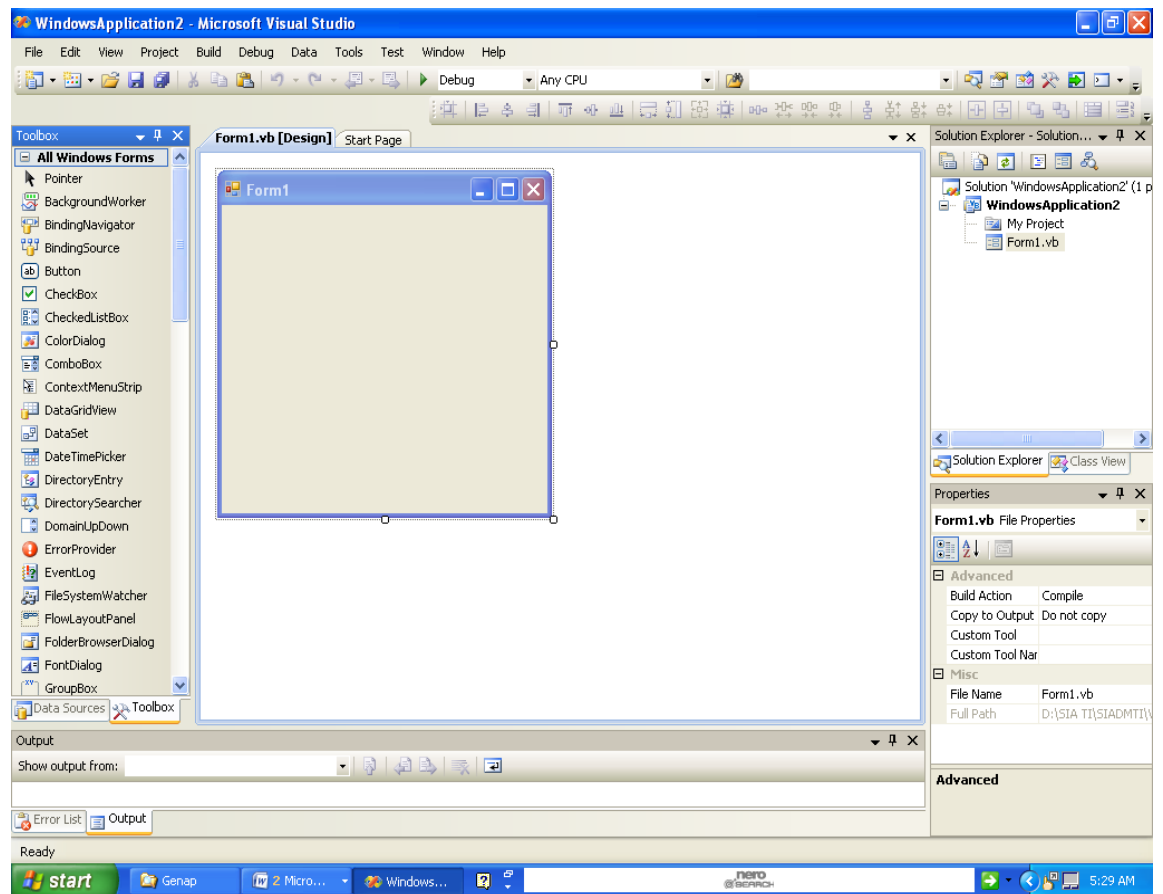 WindowsApplication2 - Microsoft Visual Studio
File Edit View Project Build Debug Data Tools Test Window Help
Debug Any CPU
Toolbox
All Windows Forms
Pointer
BackgroundWorker
BindingNavigator
BindingSource
Button
CheckBox
CheckedListBox
ColorDialog
ComboBox
ContextMenuStrip
DataGridView
DataSet
DateTimePicker
DirectoryEntry
DirectorySearcher
DomainUpDown
ErrorProvider
EventLog
FileSystemWatcher
FlowLayoutPanel
FolderBrowserDialog
FontDialog
GroupBox
Data Sources Toolbox
Form1.vb [Design] Start Page
Form1
Solution Explorer - Solution...
Solution 'WindowsApplication2' (1 p
WindowsApplication2
My Project
Form1.vb
Solution Explorer Class View
Properties
Form1.vb File Properties
Advanced
Build Action Compile
Copy to Output Do not copy
Custom Tool
Custom Tool Nar
Misc
File Name Form1.vb
Full Path D:\SIA TI\SIADMTI\
Advanced
Output
Show output from:
Error List Output
Ready
start Genap 2 Micro... Windows... nero SEARCH 5:29 AM